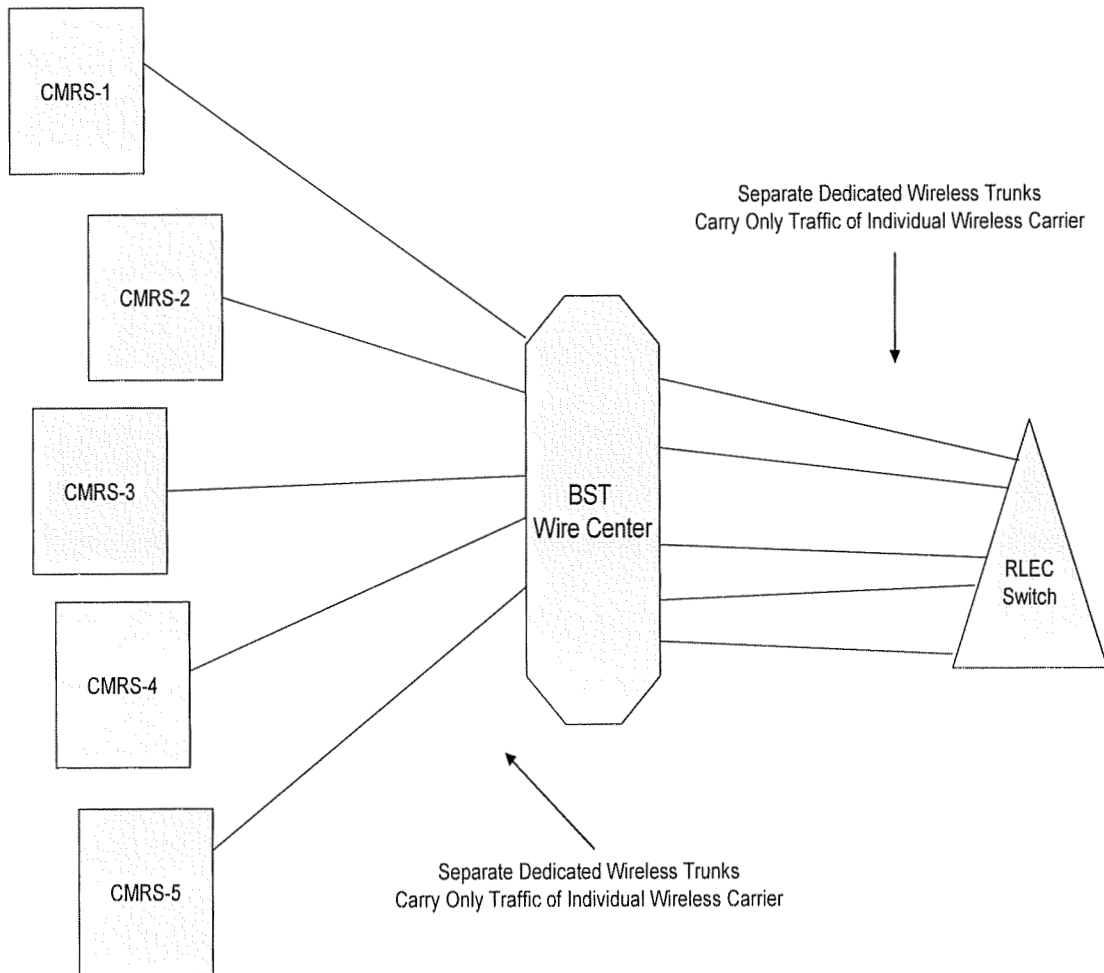 CMRS-1
Separate Dedicated Wireless Trunks
Carry Only Traffic of Individual Wireless Carrier
CMRS-2
CMRS-3
BST
Wire Center
RLEC
Switch
CMRS-4
Separate Dedicated Wireless Trunks
Carry Only Traffic of Individual Wireless Carrier
CMRS-5